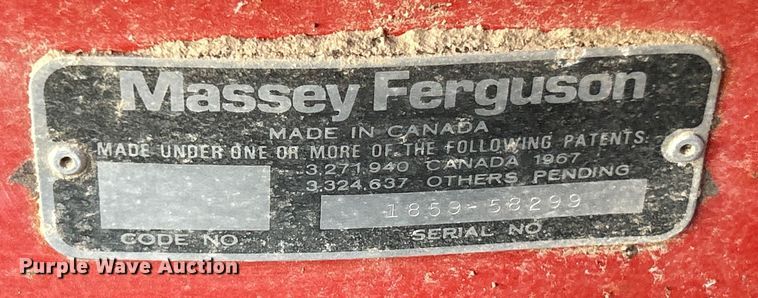 Massey Ferguson
MADE IN CANADA
MADE UNDER ONE OR MORE OF THE FOLLOWING PATENTS:
3,271,940 CANADA 1967
3,324,637 OTHERS PENDING
1859-58299
CODE NO SERIAL NO.
Purple Wave Auction